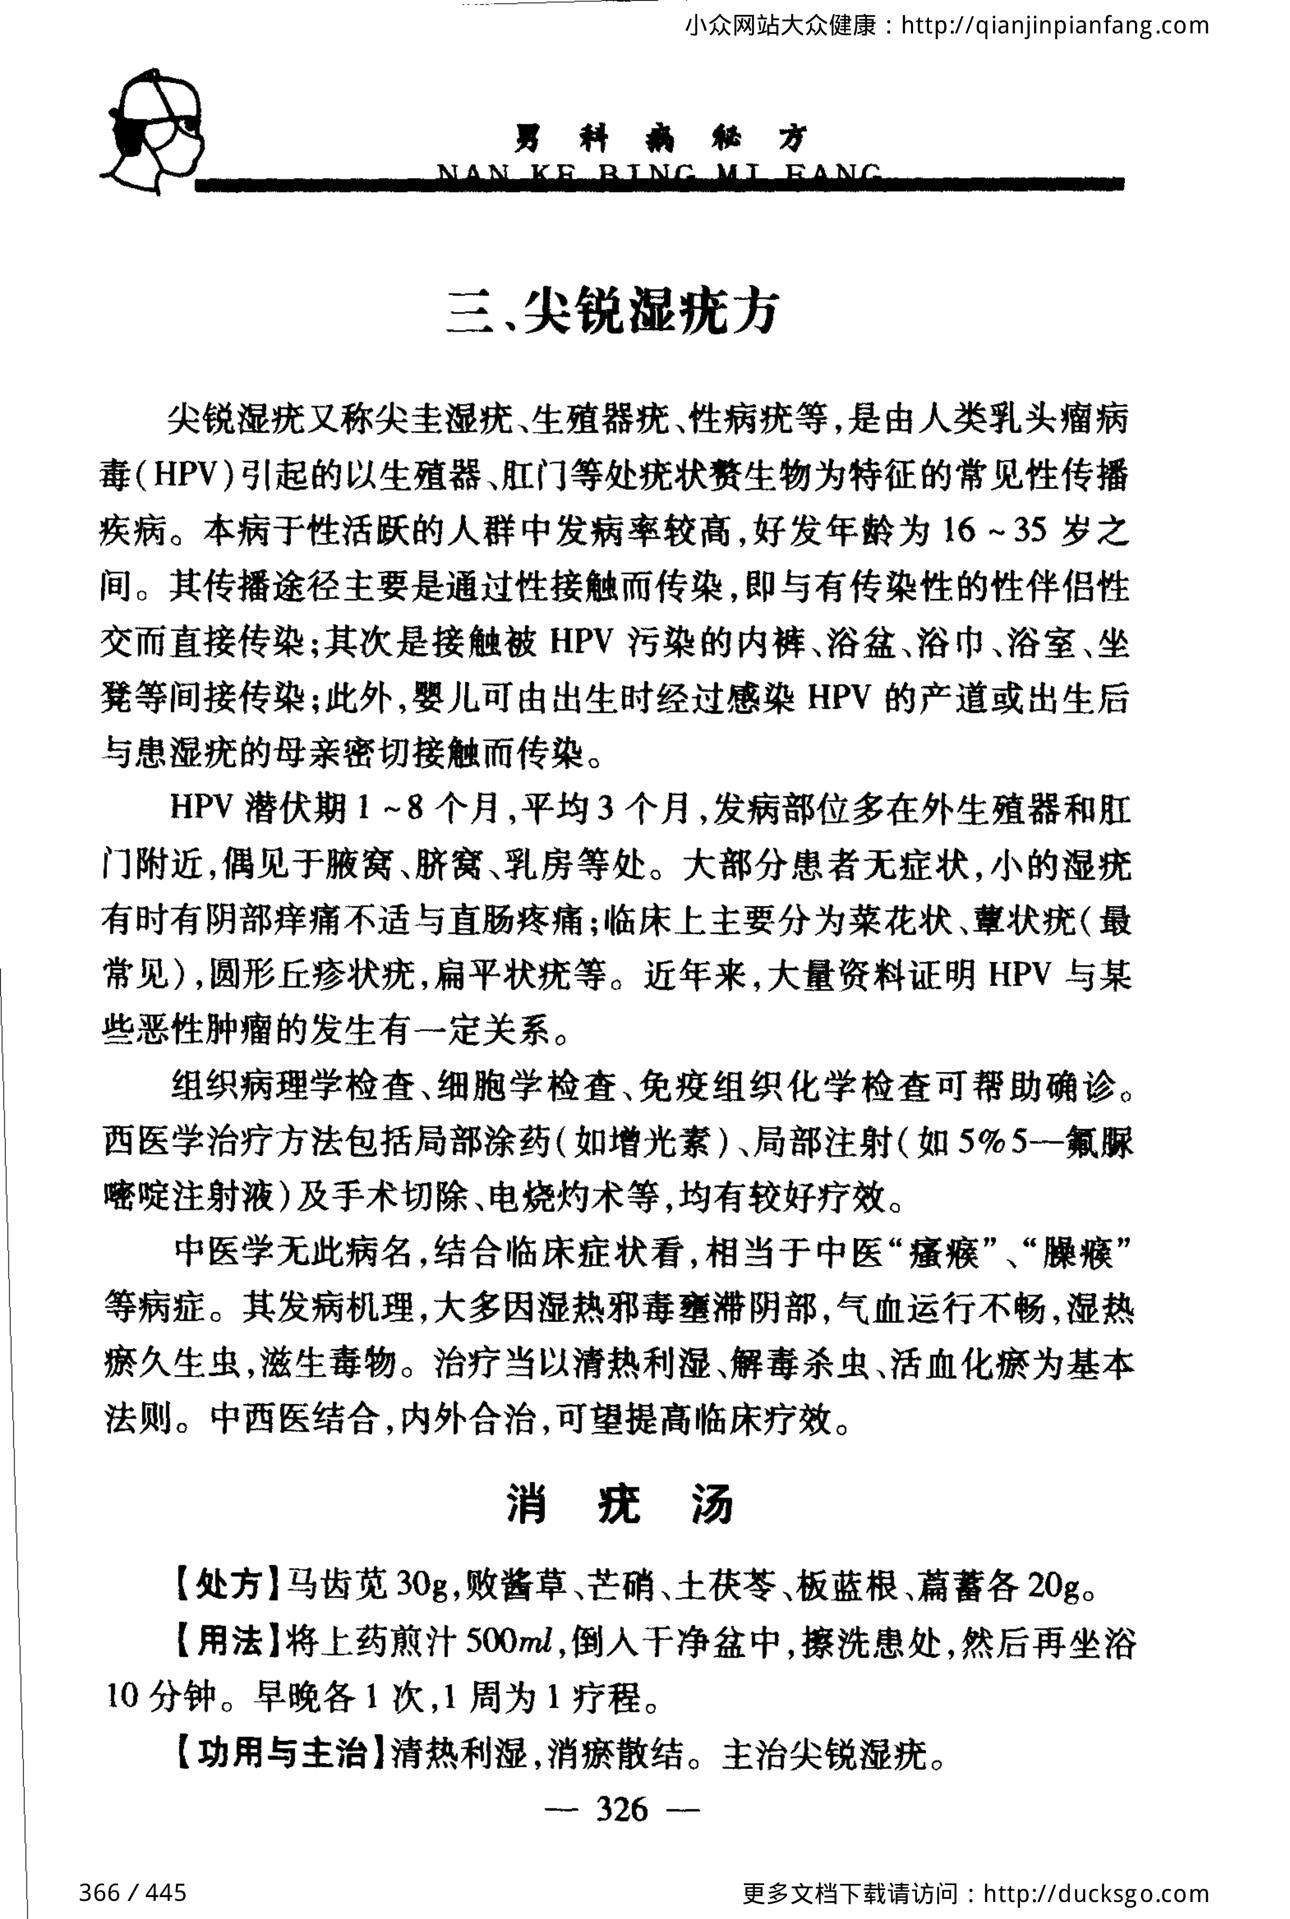 小众网站大众健康：http://qianjinpianfang.com
男科病秘方
NAN KE BING MI FANG
三、尖锐湿疣方
尖锐湿疣又称尖圭湿疣、生殖器疣、性病疣等,是由人类乳头瘤病
毒(HPV)引起的以生殖器、肛门等处疣状赘生物为特征的常见性传播
疾病。本病于性活跃的人群中发病率较高,好发年龄为 16 ~ 35 岁之
间。其传播途径主要是通过性接触而传染,即与有传染性的性伴侣性
交而直接传染;其次是接触被 HPV 污染的内裤、浴盆、浴巾、浴室、坐
凳等间接传染;此外,婴儿可由出生时经过感染 HPV 的产道或出生后
与患湿疣的母亲密切接触而传染。
HPV 潜伏期 1 ~ 8 个月,平均 3 个月,发病部位多在外生殖器和肛
门附近,偶见于腋窝、脐窝、乳房等处。大部分患者无症状,小的湿疣
有时有阴部痒痛不适与直肠疼痛;临床上主要分为菜花状、蕈状疣(最
常见),圆形丘疹状疣,扁平状疣等。近年来,大量资料证明 HPV 与某
些恶性肿瘤的发生有一定关系。
组织病理学检查、细胞学检查、免疫组织化学检查可帮助确诊。
西医学治疗方法包括局部涂药(如增光素)、局部注射(如 5% 5—氟脲
嘧啶注射液)及手术切除、电烧灼术等,均有较好疗效。
中医学无此病名,结合临床症状看,相当于中医“瘙瘊”、“臊瘊”
等病症。其发病机理,大多因湿热邪毒壅滞阴部,气血运行不畅,湿热
瘀久生虫,滋生毒物。治疗当以清热利湿、解毒杀虫、活血化瘀为基本
法则。中西医结合,内外合治,可望提高临床疗效。
消 疣 汤
【处方】马齿苋 30g,败酱草、芒硝、土茯苓、板蓝根、萹蓄各 20g。
【用法】将上药煎汁 500ml,倒入干净盆中,擦洗患处,然后再坐浴
10 分钟。早晚各 1 次,1 周为 1 疗程。
【功用与主治】清热利湿,消瘀散结。主治尖锐湿疣。
— 326 —
366 / 445
更多文档下载请访问：http://ducksgo.com